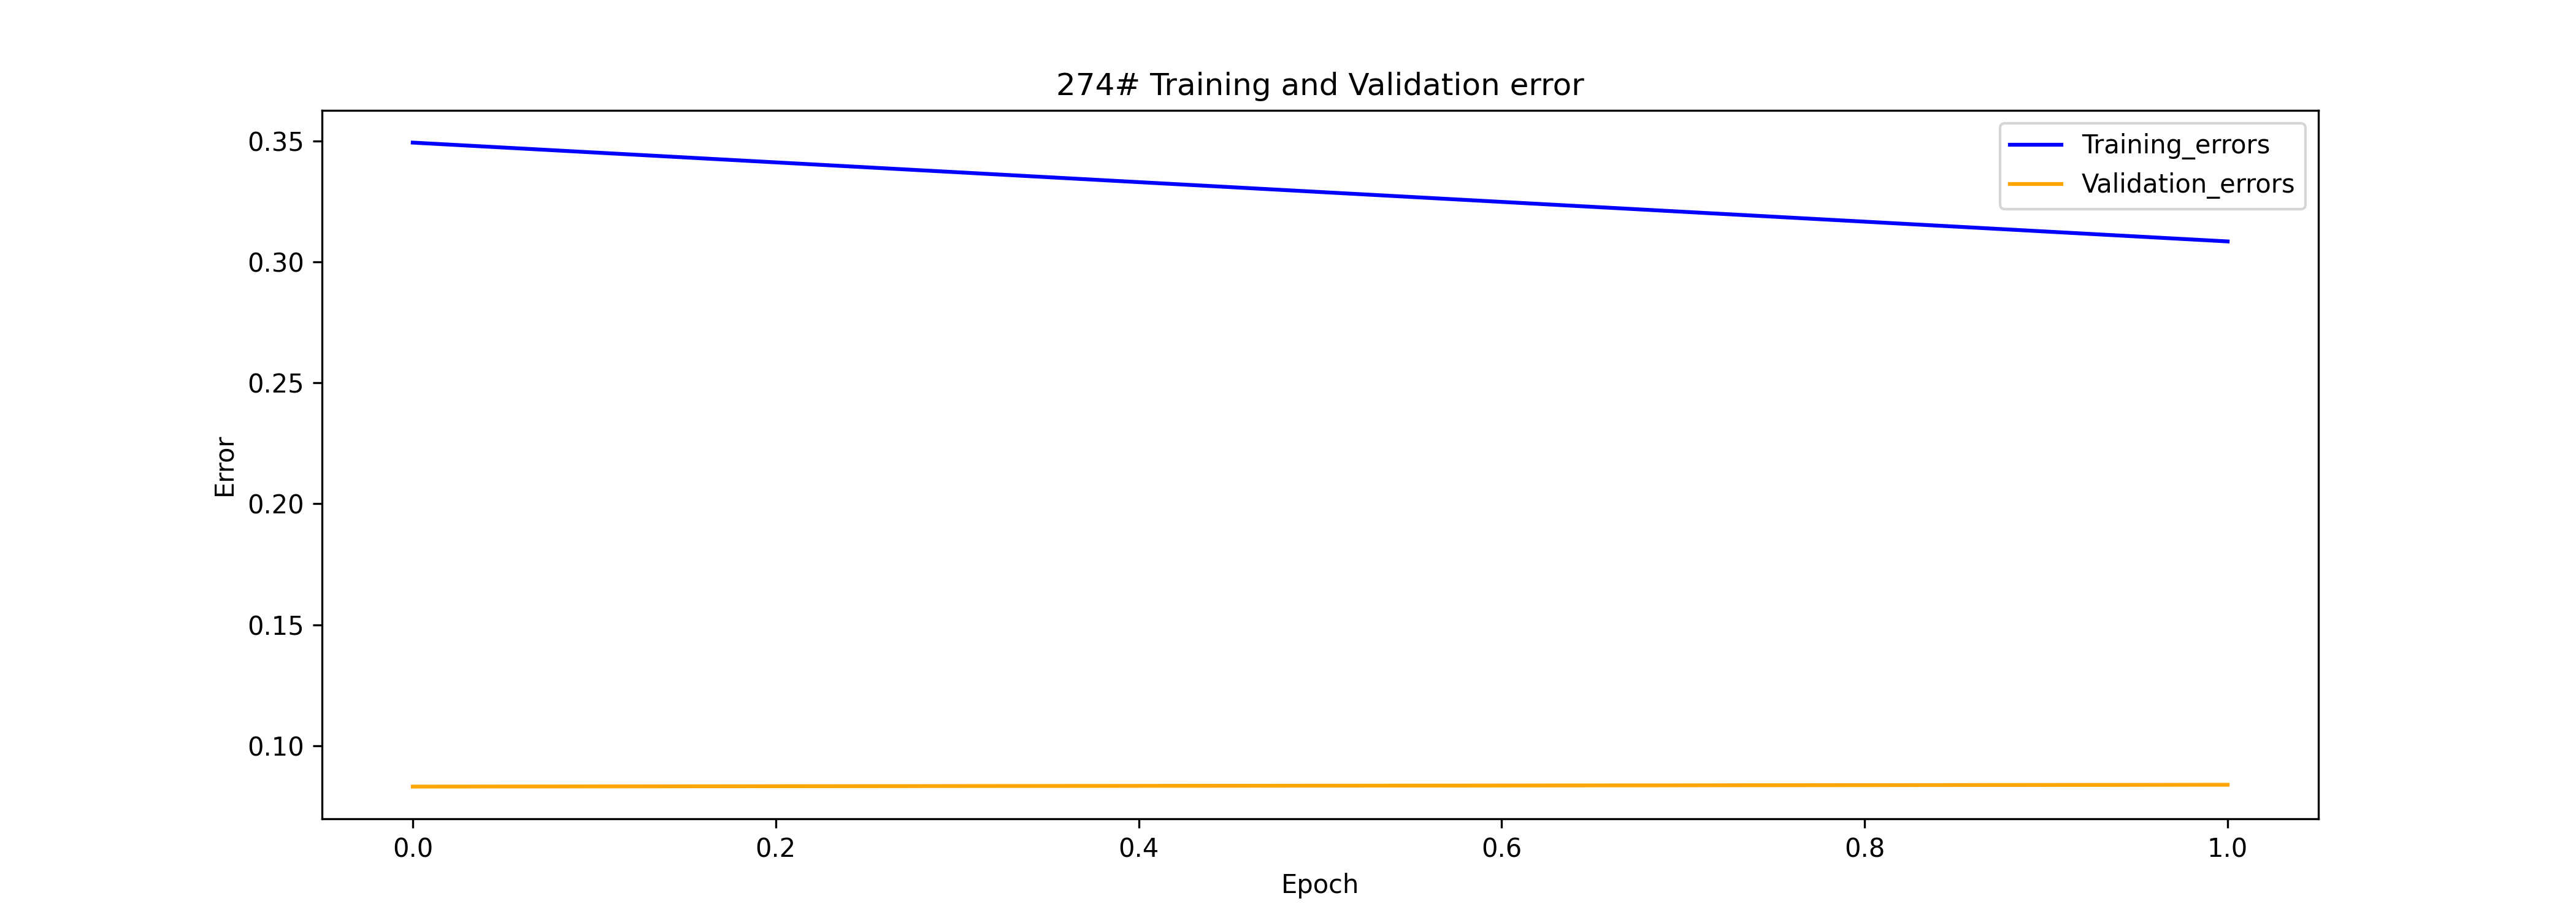 274# Training and Validation error
Training_errors
Validation_errors
0.35
0.30
0.25
0.20
0.15
0.10
Error
0.0 0.2 0.4 0.6 0.8 1.0
Epoch